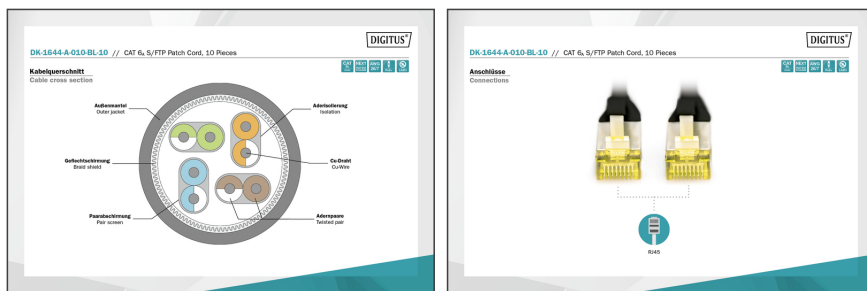 DIGITUS®
DK-1644-A-010-BL-10 // CAT 6A S/FTP Patch Cord, 10 Pieces
Kabelquerschnitt
Cable cross section
Außenmantel
Outer jacket
Aderisolierung
Isolation
Geflochtschirmung
Braid shield
Cu-Draht
Cu-Wire
Paarabschirmung
Pair screen
Adernpaare
Twisted pair
DIGITUS®
DK-1644-A-010-BL-10 // CAT 6A S/FTP Patch Cord, 10 Pieces
Anschlüsse
Connections
RJ45